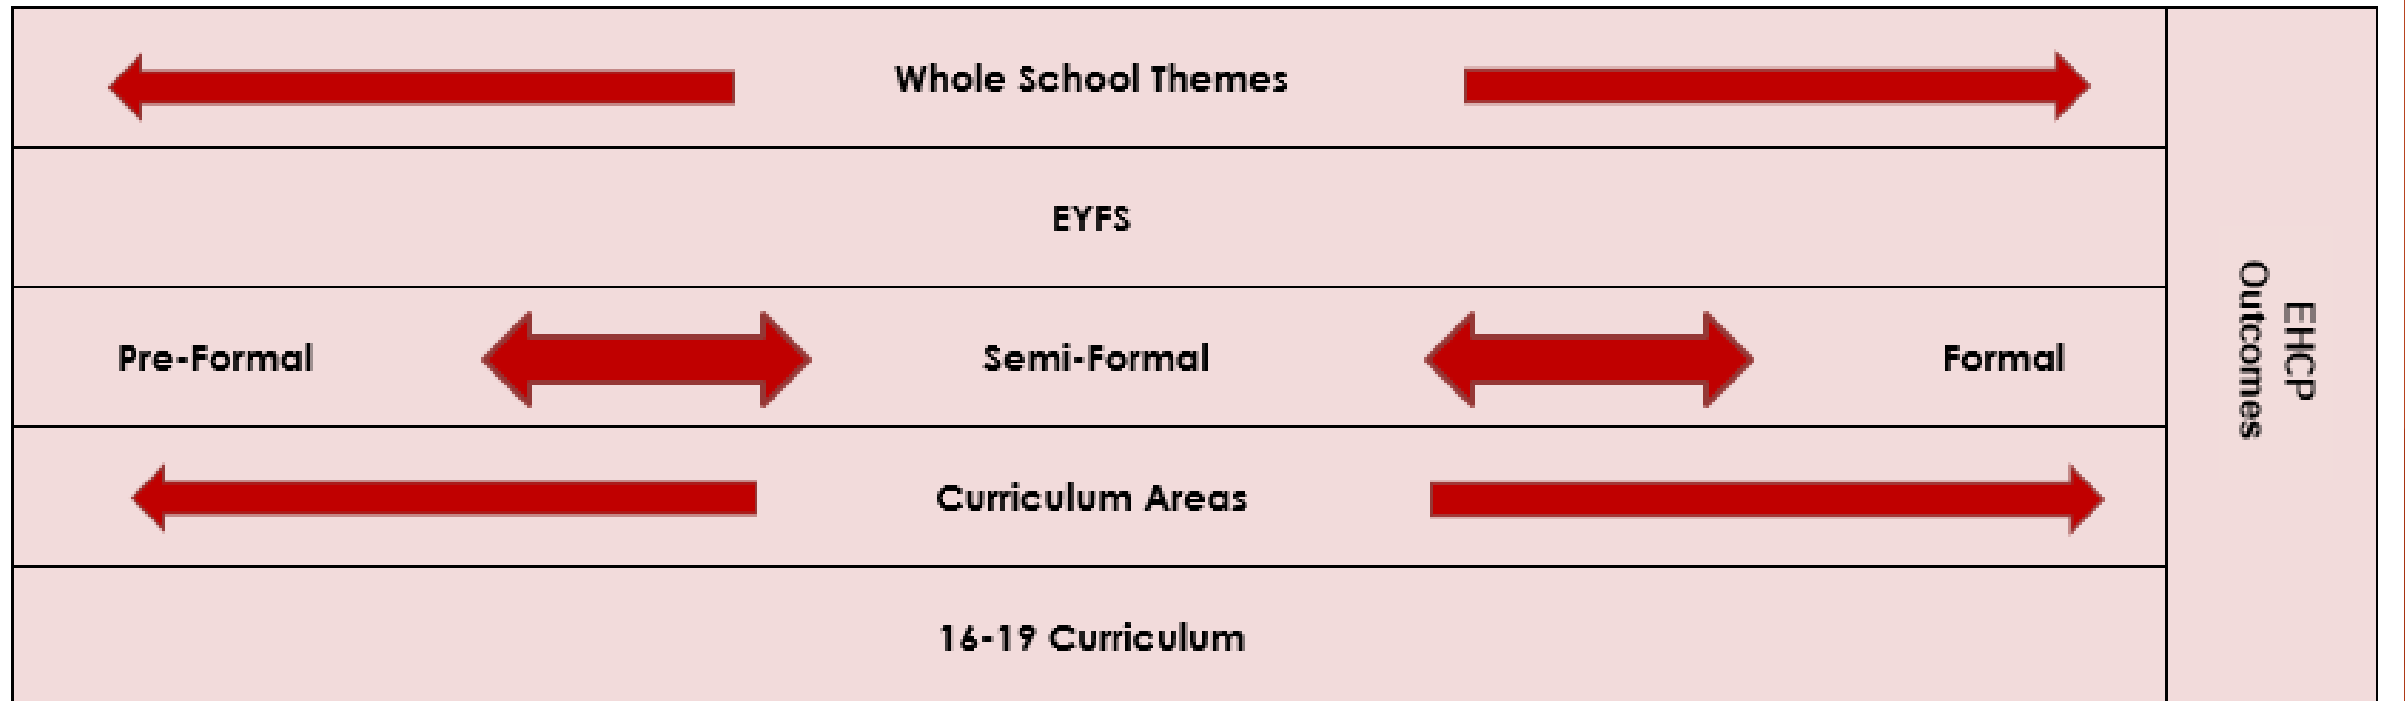 Whole School Themes
EYFS
Pre-Formal Semi-Formal Formal
Curriculum Areas
16-19 Curriculum
EHCP
Outcomes